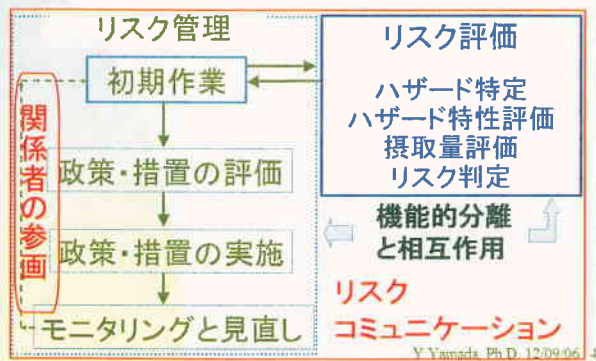 リスク管理
初期作業
関係者の参画
政策・措置の評価
政策・措置の実施
モニタリングと見直し
リスク評価
ハザード特定
ハザード特性評価
摂取量評価
リスク判定
機能的分離
と相互作用
リスク
コミュニケーション
Y Yamada, Ph.D. 12/09/06